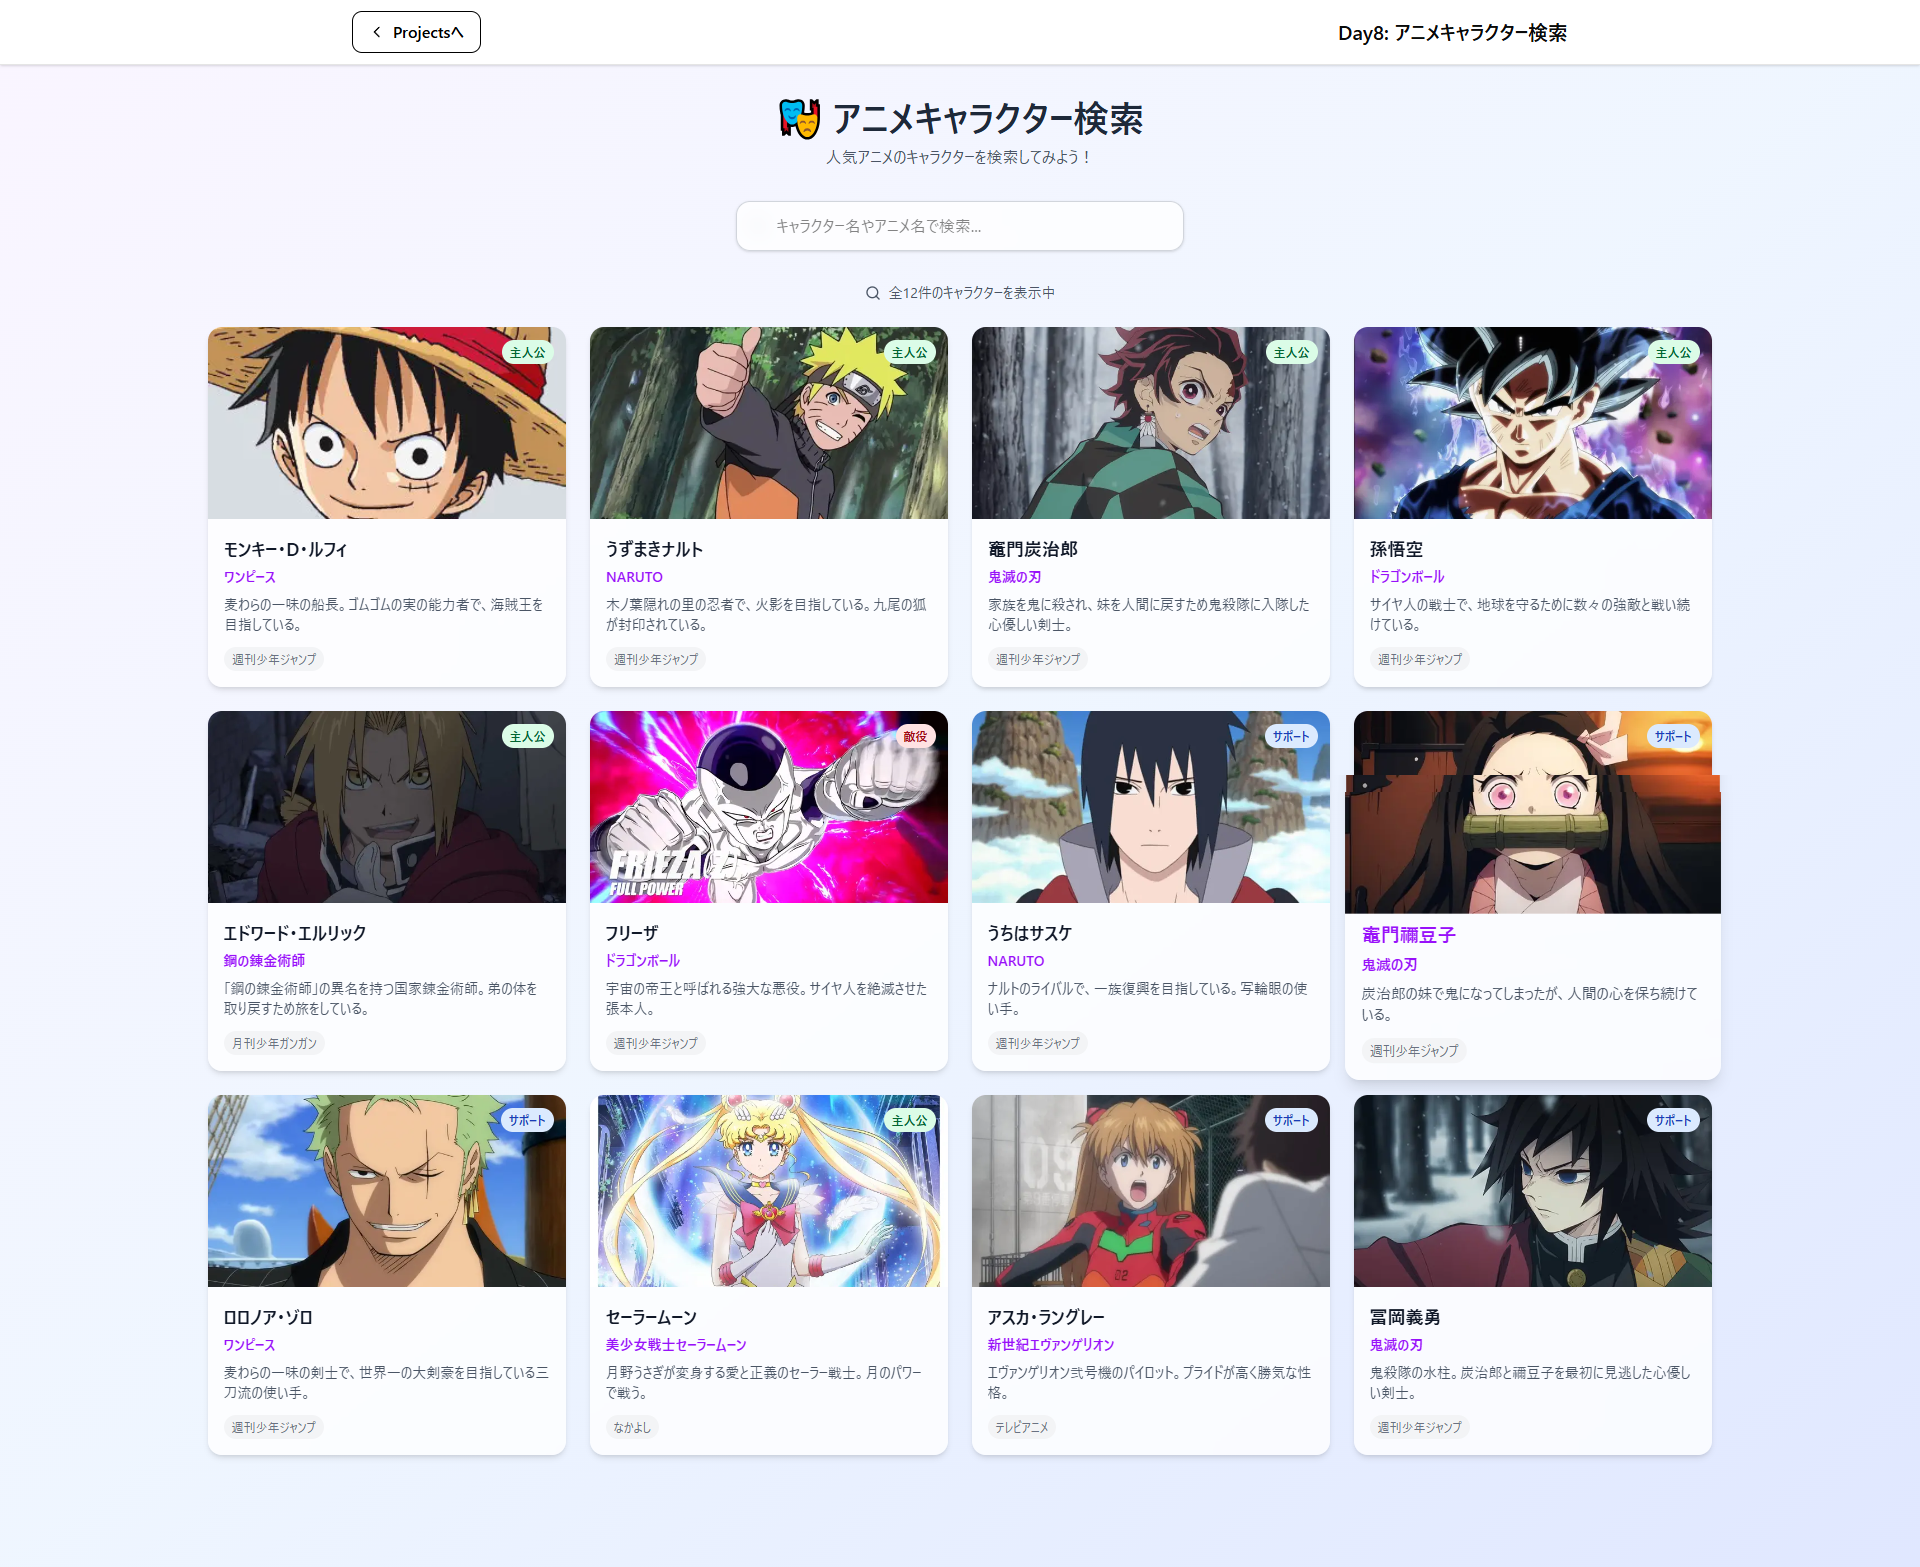 Projectsへ
Day8: アニメキャラクター検索
アニメキャラクター検索
人気アニメのキャラクターを検索してみよう！
キャラクター名やアニメ名で検索...
全12件のキャラクターを表示中
主人公
モンキー・D・ルフィ
ワンピース
麦わらの一味の船長。ゴムゴムの実の能力者で、海賊王を
目指している。
週刊少年ジャンプ
主人公
うずまきナルト
NARUTO
木ノ葉隠れの里の忍者で、火影を目指している。九尾の狐
が封印されている。
週刊少年ジャンプ
主人公
竈門炭治郎
鬼滅の刃
家族を鬼に殺され、妹を人間に戻すため鬼殺隊に入隊した
心優しい剣士。
週刊少年ジャンプ
主人公
孫悟空
ドラゴンボール
サイヤ人の戦士で、地球を守るために数々の強敵と戦い続
けている。
週刊少年ジャンプ
主人公
エドワード・エルリック
鋼の錬金術師
「鋼の錬金術師」の異名を持つ国家錬金術師。弟の体を
取り戻すため旅をしている。
月刊少年ガンガン
敵役
FRIEZA
FULL POWER
フリーザ
ドラゴンボール
宇宙の帝王と呼ばれる強大な悪役。サイヤ人を絶滅させた
張本人。
週刊少年ジャンプ
サポート
うちはサスケ
NARUTO
ナルトのライバルで、一族復興を目指している。写輪眼の使
い手。
週刊少年ジャンプ
サポート
竈門禰豆子
鬼滅の刃
炭治郎の妹で鬼になってしまったが、人間の心を保ち続けて
いる。
週刊少年ジャンプ
サポート
ロロノア・ゾロ
ワンピース
麦わらの一味の剣士で、世界一の大剣豪を目指している三
刀流の使い手。
週刊少年ジャンプ
主人公
セーラームーン
美少女戦士セーラームーン
月野うさぎが変身する愛と正義のセーラー戦士。月のパワー
で戦う。
なかよし
サポート
09
02
アスカ・ラングレー
新世紀エヴァンゲリオン
エヴァンゲリオン弐号機のパイロット。プライドが高く勝気な性
格。
テレビアニメ
サポート
冨岡義勇
鬼滅の刃
鬼殺隊の水柱。炭治郎と禰豆子を最初に見逃した心優し
い剣士。
週刊少年ジャンプ